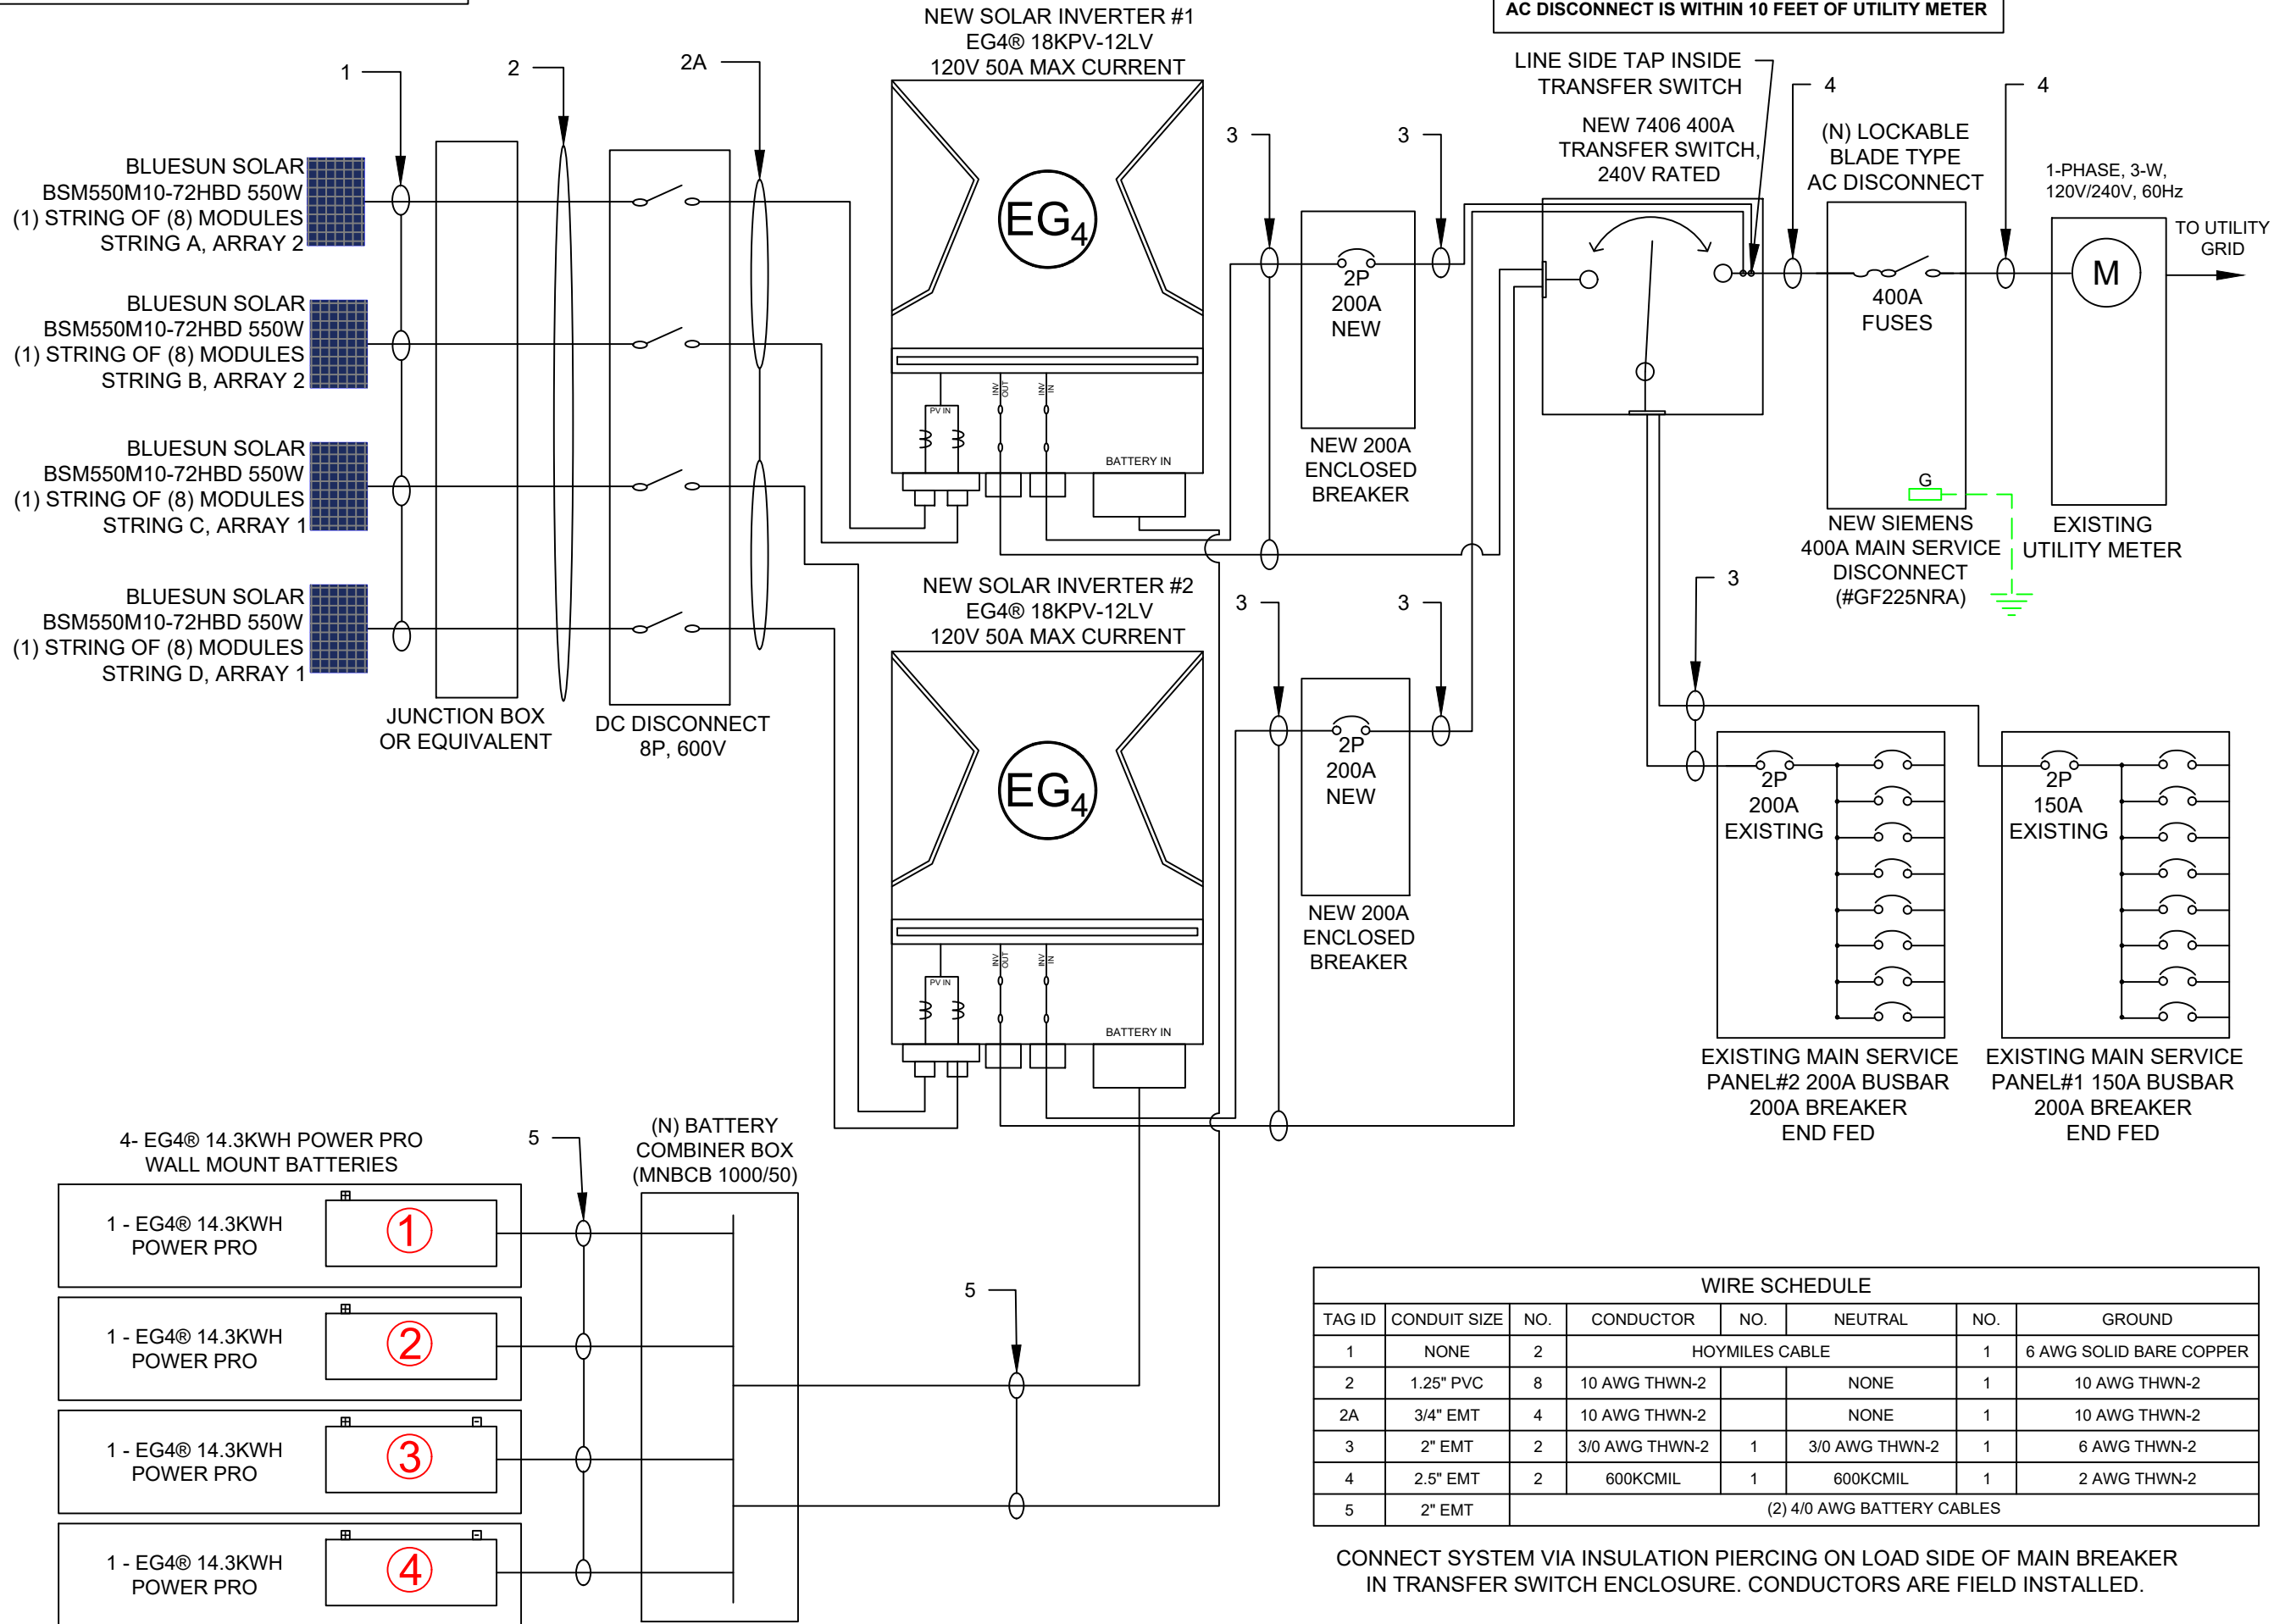 AC DISCONNECT IS WITHIN 10 FEET OF UTILITY METER
NEW SOLAR INVERTER #1
EG4® 18KPV-12LV
120V 50A MAX CURRENT
1
2
2A
BLUESUN SOLAR
BSM550M10-72HBD 550W
(1) STRING OF (8) MODULES
STRING A, ARRAY 2
BLUESUN SOLAR
BSM550M10-72HBD 550W
(1) STRING OF (8) MODULES
STRING B, ARRAY 2
BLUESUN SOLAR
BSM550M10-72HBD 550W
(1) STRING OF (8) MODULES
STRING C, ARRAY 1
BLUESUN SOLAR
BSM550M10-72HBD 550W
(1) STRING OF (8) MODULES
STRING D, ARRAY 1
JUNCTION BOX
OR EQUIVALENT
DC DISCONNECT
8P, 600V
EG4
INV
OUT
INV
IN
PV IN
BATTERY IN
3
3
2P
200A
NEW
NEW 200A
ENCLOSED
BREAKER
LINE SIDE TAP INSIDE
TRANSFER SWITCH
NEW 7406 400A
TRANSFER SWITCH,
240V RATED
4
4
(N) LOCKABLE
BLADE TYPE
AC DISCONNECT
400A
FUSES
G
NEW SIEMENS
400A MAIN SERVICE
DISCONNECT
(#GF225NRA)
1-PHASE, 3-W,
120V/240V, 60Hz
M
TO UTILITY
GRID
EXISTING
UTILITY METER
NEW SOLAR INVERTER #2
EG4® 18KPV-12LV
120V 50A MAX CURRENT
EG4
INV
OUT
INV
IN
PV IN
BATTERY IN
3
3
2P
200A
NEW
NEW 200A
ENCLOSED
BREAKER
3
2P
200A
EXISTING
EXISTING MAIN SERVICE
PANEL#2 200A BUSBAR
200A BREAKER
END FED
2P
150A
EXISTING
EXISTING MAIN SERVICE
PANEL#1 150A BUSBAR
200A BREAKER
END FED
4- EG4® 14.3KWH POWER PRO
WALL MOUNT BATTERIES
5
(N) BATTERY
COMBINER BOX
(MNBCB 1000/50)
1 - EG4® 14.3KWH
POWER PRO
1
1 - EG4® 14.3KWH
POWER PRO
2
1 - EG4® 14.3KWH
POWER PRO
3
1 - EG4® 14.3KWH
POWER PRO
4
5
WIRE SCHEDULE
TAG ID CONDUIT SIZE NO. CONDUCTOR NO. NEUTRAL NO. GROUND
1 NONE 2 HOYMILES CABLE 1 6 AWG SOLID BARE COPPER
2 1.25" PVC 8 10 AWG THWN-2 NONE 1 10 AWG THWN-2
2A 3/4" EMT 4 10 AWG THWN-2 NONE 1 10 AWG THWN-2
3 2" EMT 2 3/0 AWG THWN-2 1 3/0 AWG THWN-2 1 6 AWG THWN-2
4 2.5" EMT 2 600KCMIL 1 600KCMIL 1 2 AWG THWN-2
5 2" EMT (2) 4/0 AWG BATTERY CABLES
CONNECT SYSTEM VIA INSULATION PIERCING ON LOAD SIDE OF MAIN BREAKER
IN TRANSFER SWITCH ENCLOSURE. CONDUCTORS ARE FIELD INSTALLED.